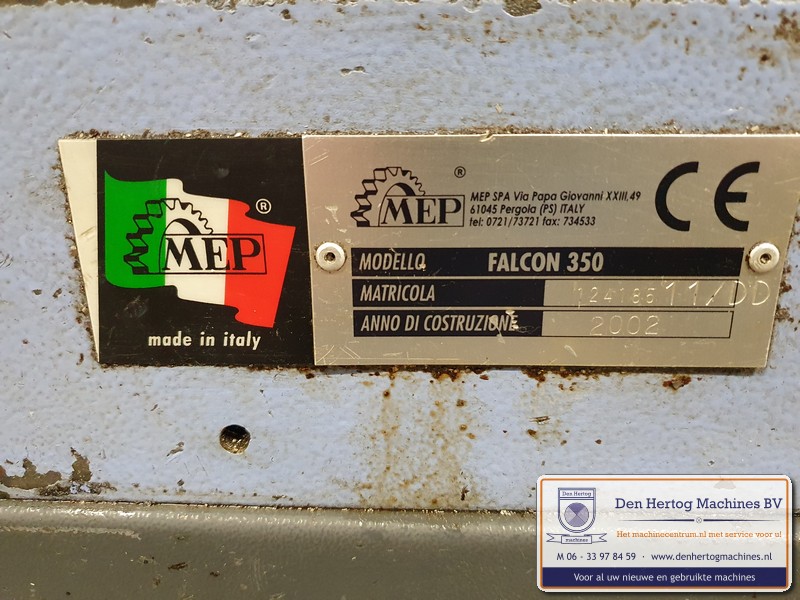 MEP ®
made in italy
MEP ®
MEP SPA Via Papa Giovanni XXIII,49
61045 Pergola (PS) ITALY
tel: 0721/73721 fax: 734533
CE
MODELLO FALCON 350
MATRICOLA 12418611/DD
ANNO DI COSTRUZIONE 2002
Den Hertog
machines
Den Hertog Machines BV
Het machinecentrum.nl met service voor u!
M 06 - 33 97 84 59 · www.denhertogmachines.nl
Voor al uw nieuwe en gebruikte machines